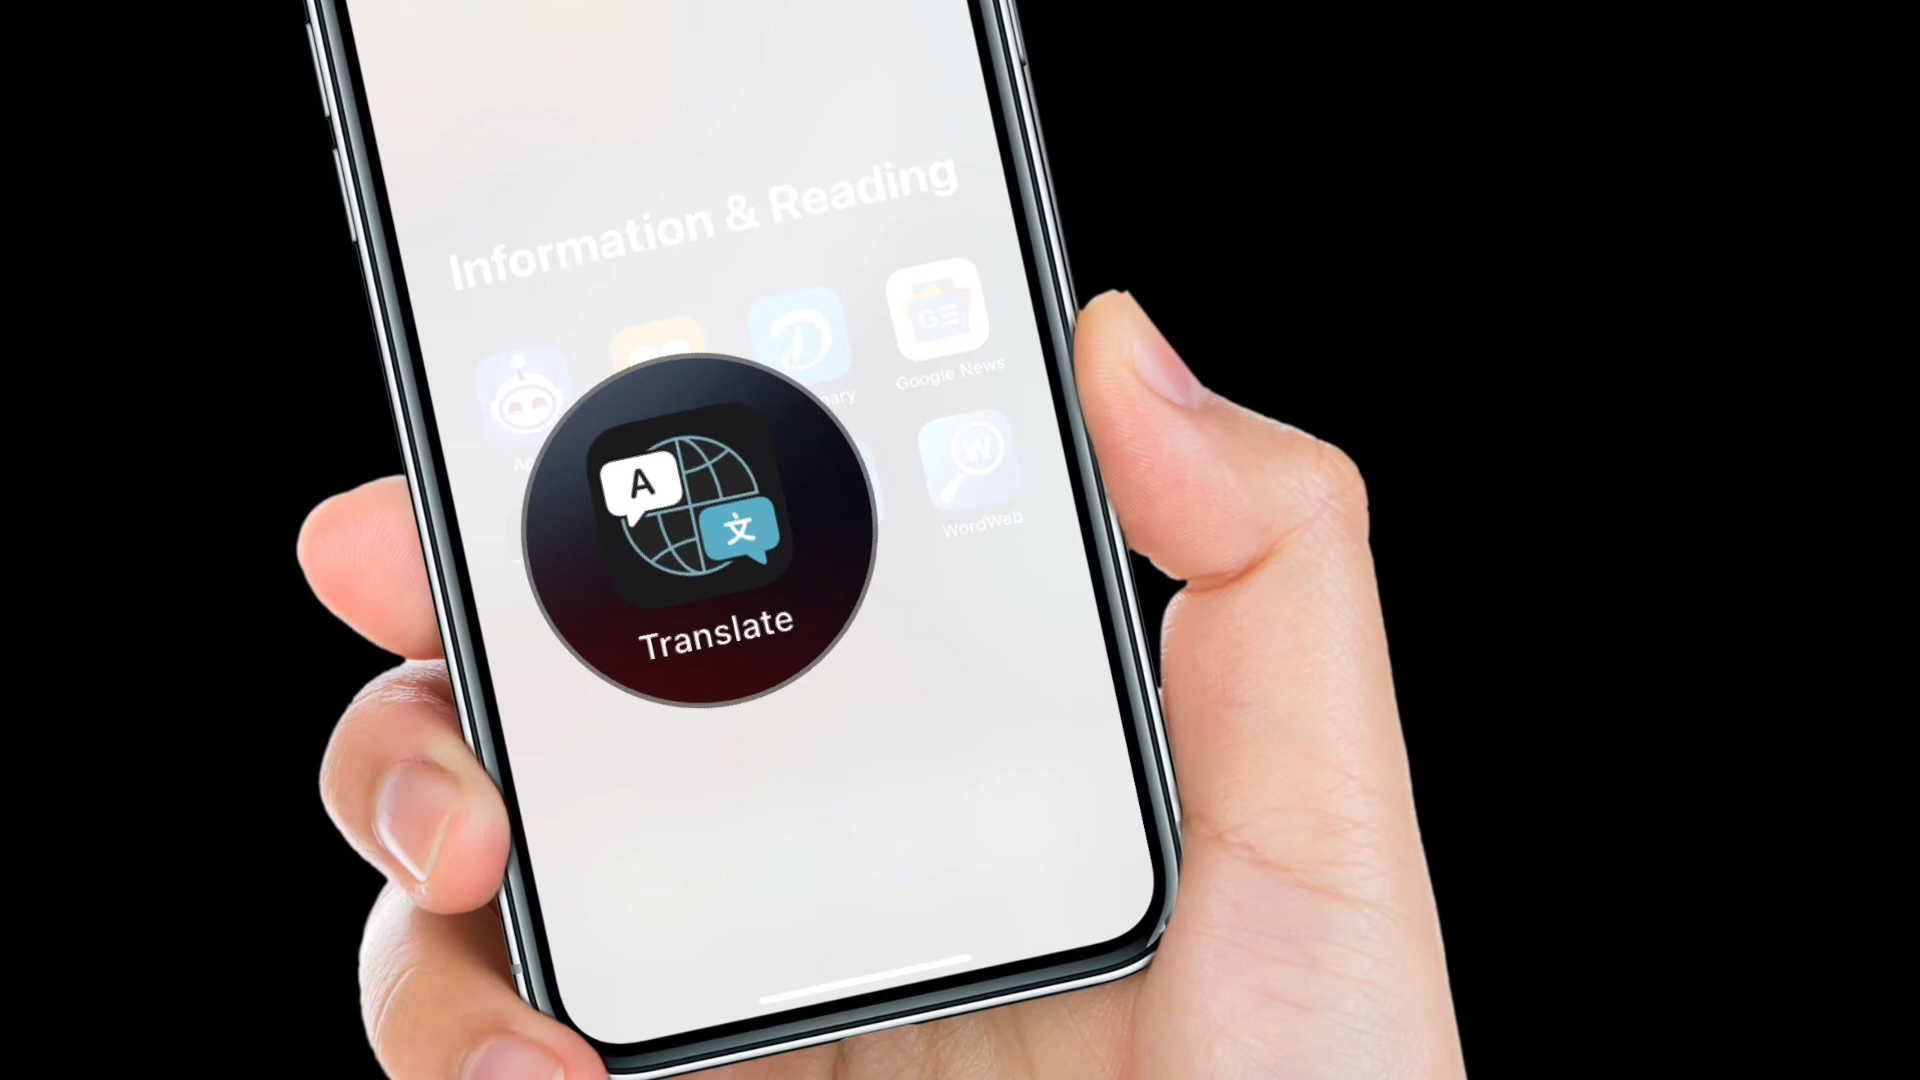 Information & Reading
Google News
A
文
WordWeb
Translate